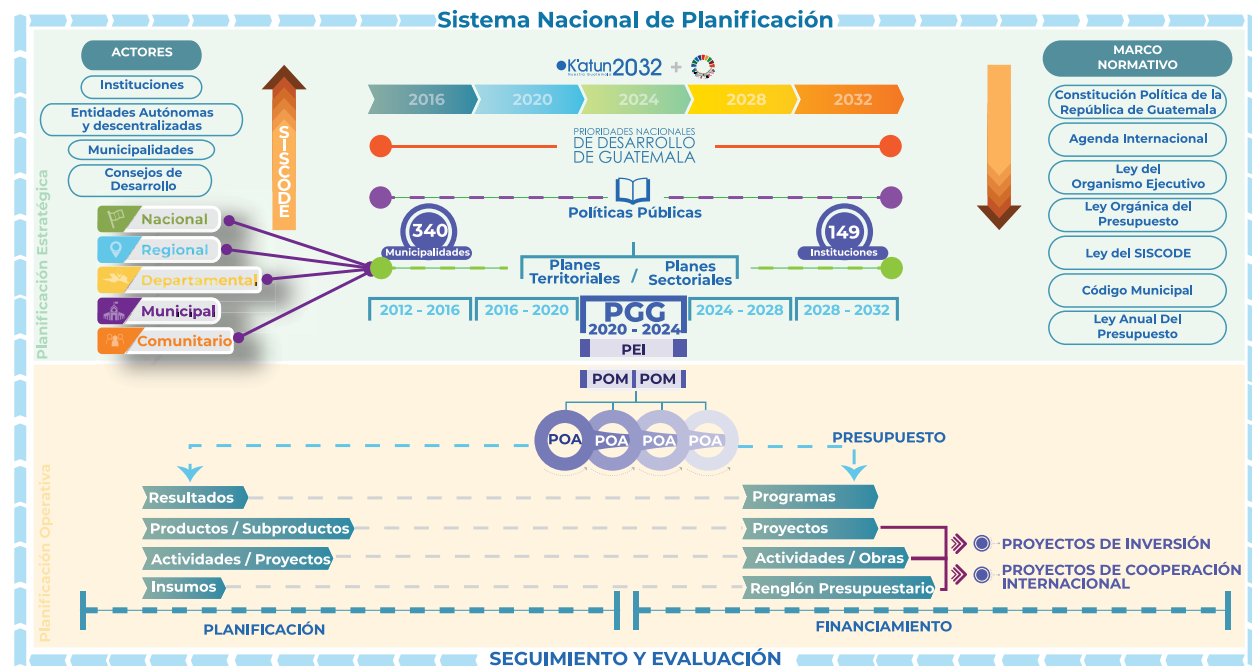 Sistema Nacional de Planificación
ACTORES
Instituciones
Entidades Autónomas
y descentralizadas
Municipalidades
Consejos de
Desarrollo
SISCODE
Nacional
Regional
Departamental
Municipal
Comunitario
Planificación Estratégica
K'atun2032 +
2016
2020
2024
2028
2032
PRIORIDADES NACIONALES
DE DESARROLLO
DE GUATEMALA
Políticas Públicas
340
Municipalidades
149
Instituciones
Planes
Territoriales
/
Planes
Sectoriales
2012 - 2016
2016 - 2020
PGG
2020 - 2024
2024 - 2028
2028 - 2032
PEI
MARCO
NORMATIVO
Constitución Política de la
República de Guatemala
Agenda Internacional
Ley del
Organismo Ejecutivo
Ley Orgánica del
Presupuesto
Ley del SISCODE
Código Municipal
Ley Anual Del
Presupuesto
Planificación Operativa
POM
POM
POA
POA
POA
POA
PRESUPUESTO
Resultados
Productos / Subproductos
Actividades / Proyectos
Insumos
Programas
Proyectos
Actividades / Obras
Renglón Presupuestario
PROYECTOS DE INVERSIÓN
PROYECTOS DE COOPERACIÓN
INTERNACIONAL
PLANIFICACIÓN
FINANCIAMIENTO
SEGUIMIENTO Y EVALUACIÓN